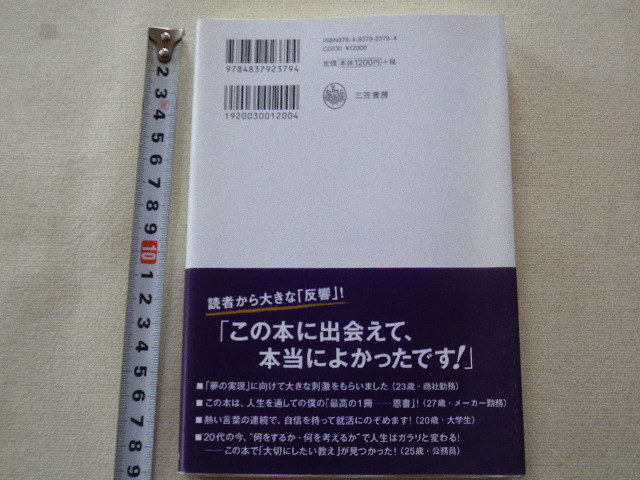 ISBN978-4-8379-2379-4
C0030 ¥1200E
定価 本体1200円+税
9784837923794
1920030012004
三笠書房
読者から大きな「反響」!
「この本に出会えて、
本当によかったです!」
■「夢の実現」に向けて大きな刺激をもらいました(23歳・商社勤務)
■この本は、人生を通しての僕の「最高の1冊――恩書」!(27歳・メーカー勤務)
■熱い言葉の連続で、自信を持って就活にのぞめます!(20歳・大学生)
■20代の今、"何をするか・何を考えるか"で人生はガラリと変わる!
――この本で「大切にしたい教え」が見つかった!(25歳・公務員)
2 3 4 5 6 7 8 9 10 1 2 3 4 5 6 7 8 9